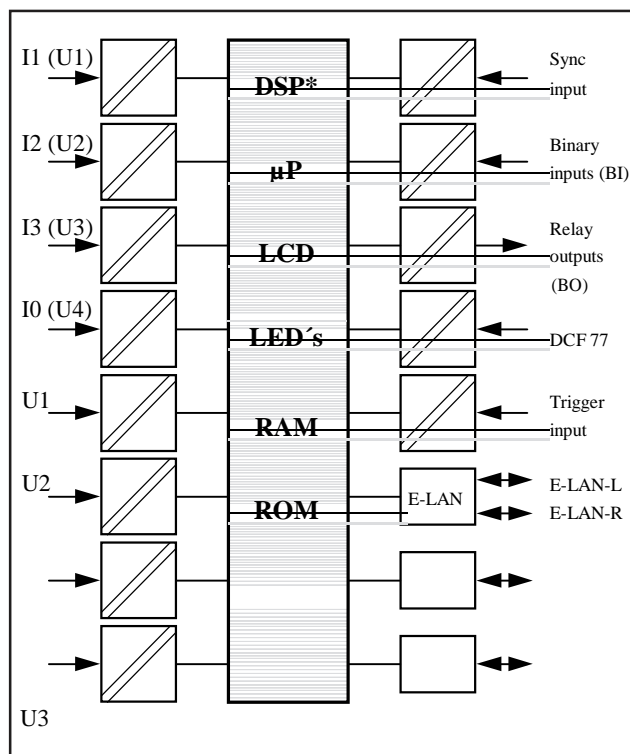 I1 (U1)
DSP*
Sync
input
I2 (U2)
µP
Binary
inputs (BI)
I3 (U3)
LCD
Relay
outputs
(BO)
I0 (U4)
LED´s
DCF 77
U1
RAM
Trigger
input
U2
ROM
E-LAN
E-LAN-L
E-LAN-R
U3